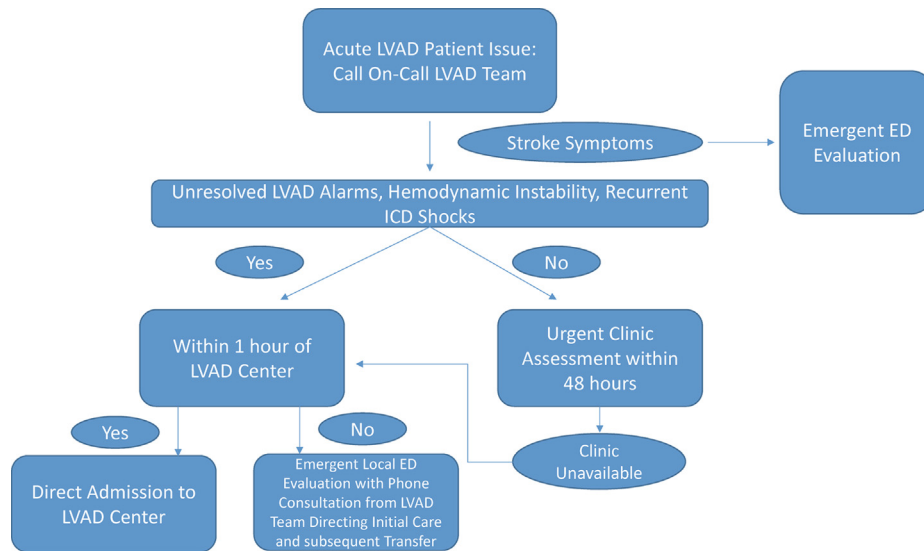 Acute LVAD Patient Issue:
Call On-Call LVAD Team
Stroke Symptoms
Emergent ED
Evaluation
Unresolved LVAD Alarms, Hemodynamic Instability, Recurrent
ICD Shocks
Yes
No
Within 1 hour of
LVAD Center
Urgent Clinic
Assessment within
48 hours
Yes
No
Clinic
Unavailable
Direct Admission to
LVAD Center
Emergent Local ED
Evaluation with Phone
Consultation from LVAD
Team Directing Initial Care
and subsequent Transfer